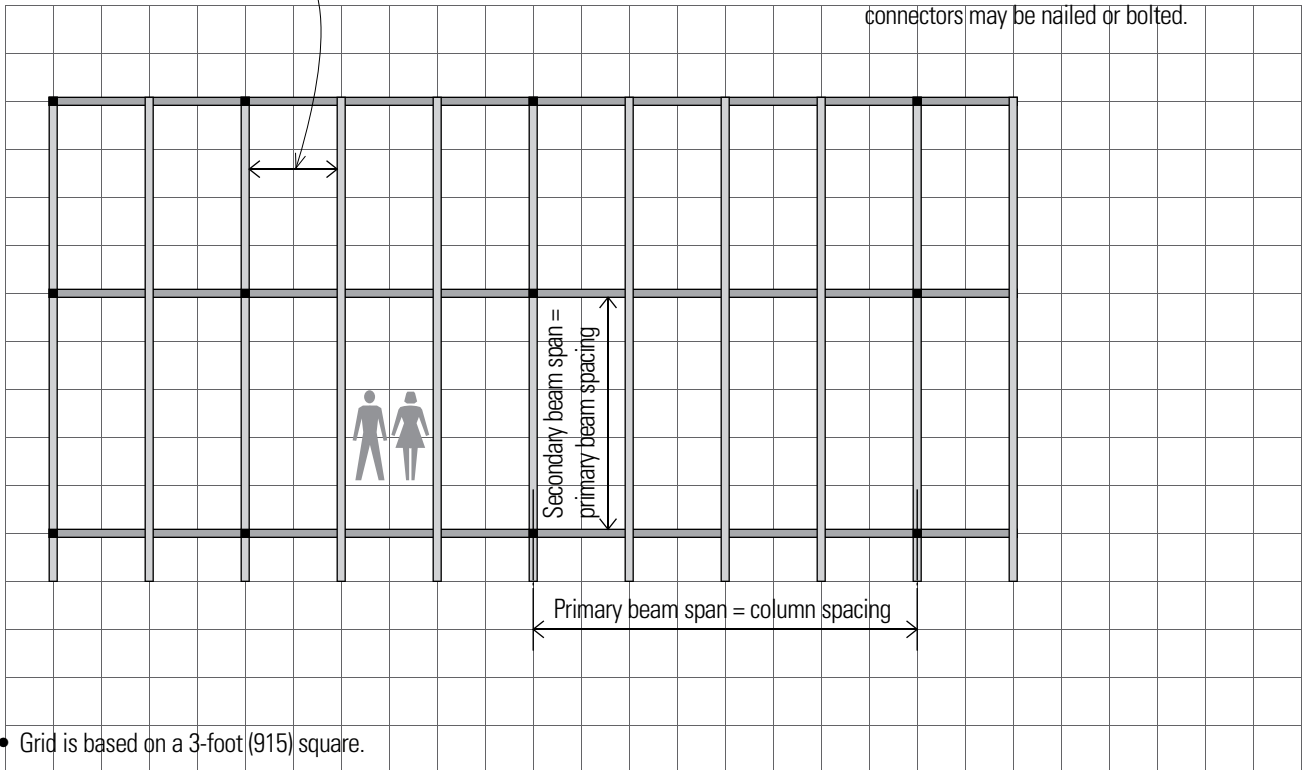 connectors may be nailed or bolted.
Secondary beam span =
primary beam spacing
Primary beam span = column spacing
• Grid is based on a 3-foot (915) square.